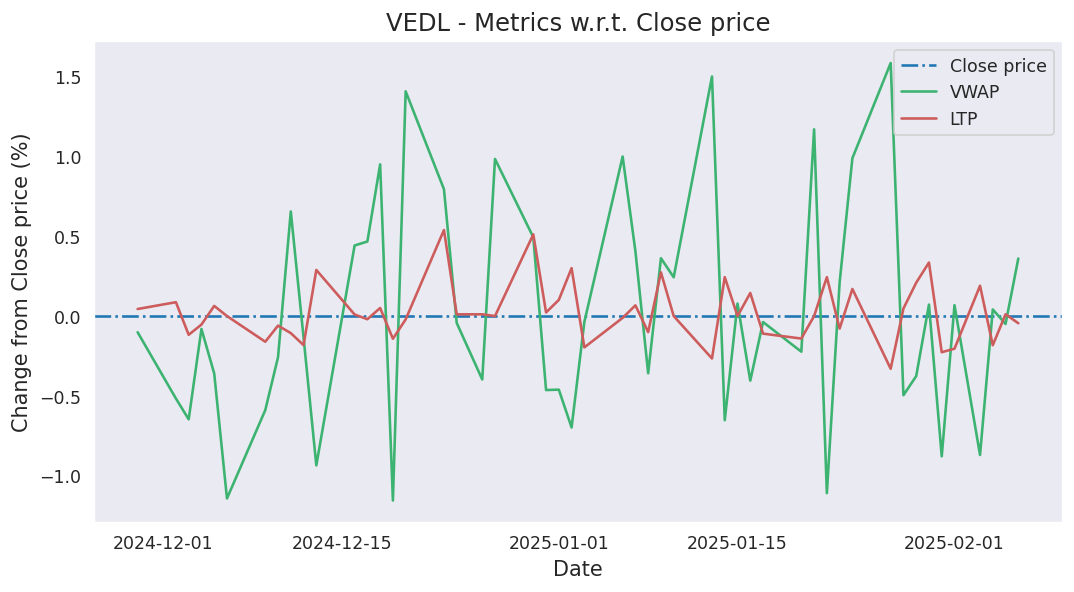 VEDL - Metrics w.r.t. Close price
Change from Close price (%)
1.5
1.0
0.5
0.0
−0.5
−1.0
Close price
VWAP
LTP
2024-12-01
2024-12-15
2025-01-01
2025-01-15
2025-02-01
Date